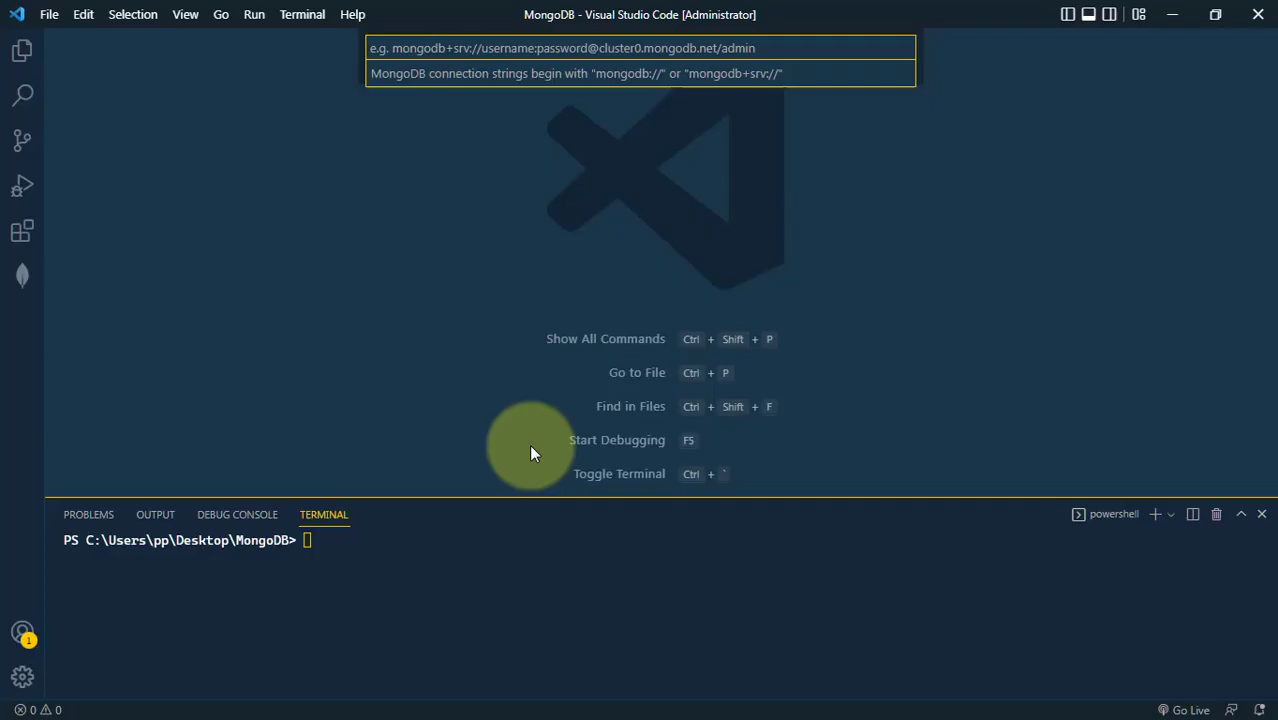 File Edit Selection View Go Run Terminal Help MongoDB - Visual Studio Code [Administrator]
e.g. mongodb+srv://username:password@cluster0.mongodb.net/admin
MongoDB connection strings begin with "mongodb://" or "mongodb+srv://"
Show All Commands Ctrl + Shift + P
Go to File Ctrl + P
Find in Files Ctrl + Shift + F
Start Debugging F5
Toggle Terminal Ctrl + `
PROBLEMS OUTPUT DEBUG CONSOLE TERMINAL powershell
PS C:\Users\pp\Desktop\MongoDB>
1
0 0 Go Live